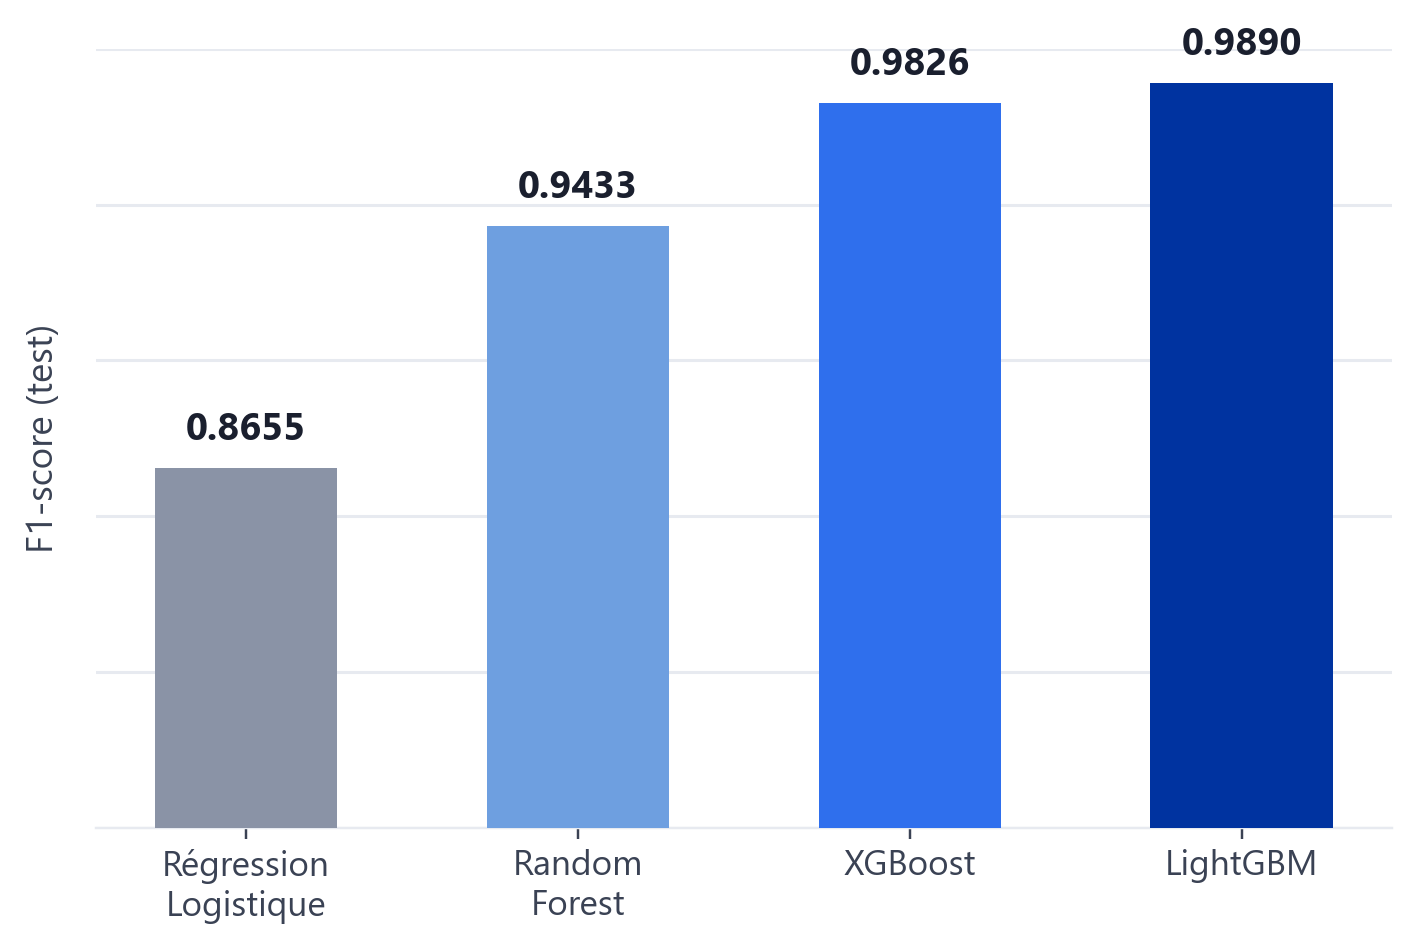 0.9890
0.9826
0.9433
0.8655
F1-score (test)
Régression
Logistique
Random
Forest
XGBoost
LightGBM